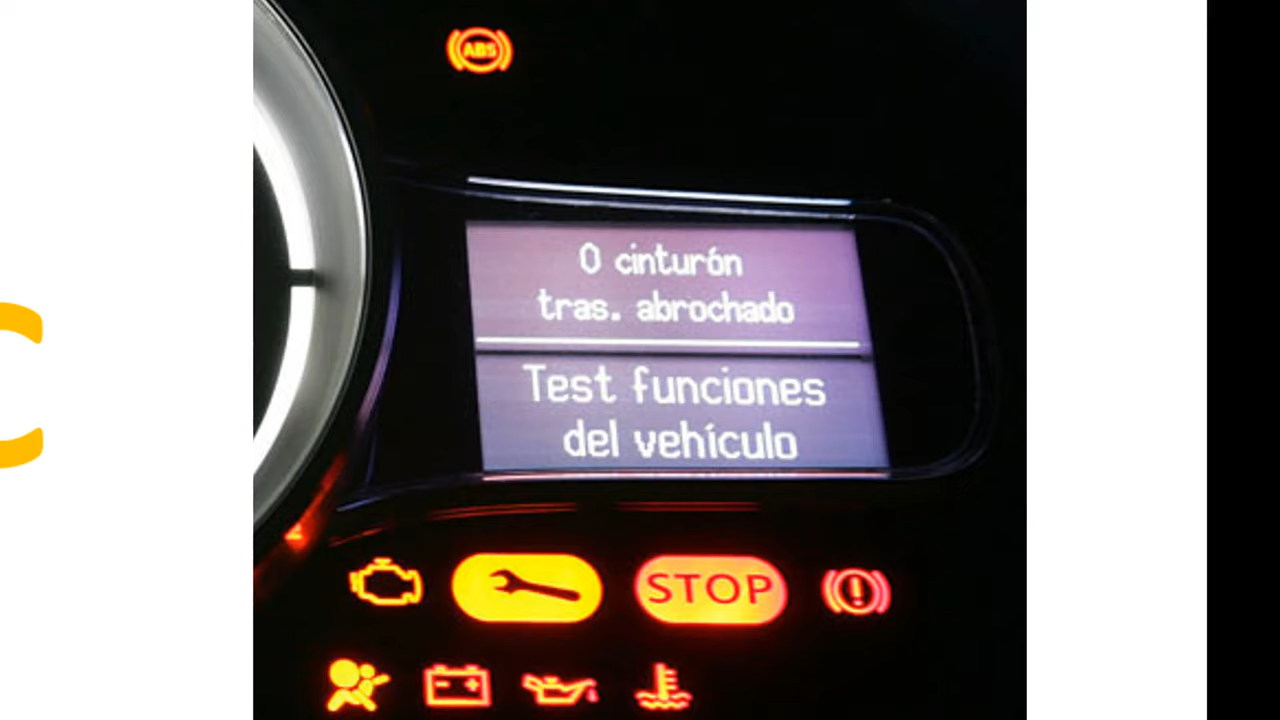 ABS
0 cinturón
tras. abrochado
Test funciones
del vehículo
STOP